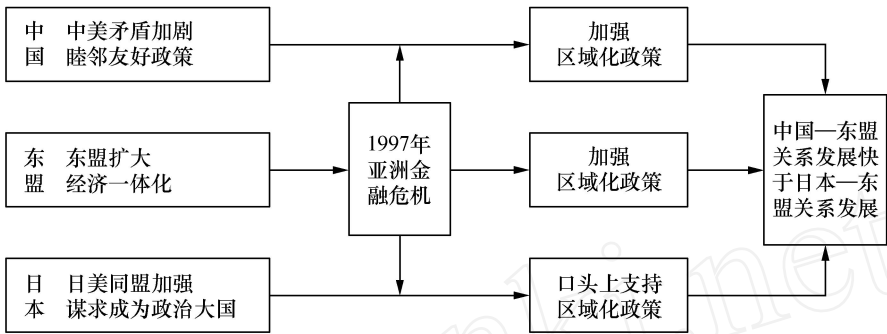 中 中美矛盾加剧
国 睦邻友好政策
加强
区域化政策
东 东盟扩大
盟 经济一体化
1997年
亚洲金
融危机
加强
区域化政策
中国—东盟
关系发展快
于日本—东
盟关系发展
日 日美同盟加强
本 谋求成为政治大国
口头上支持
区域化政策